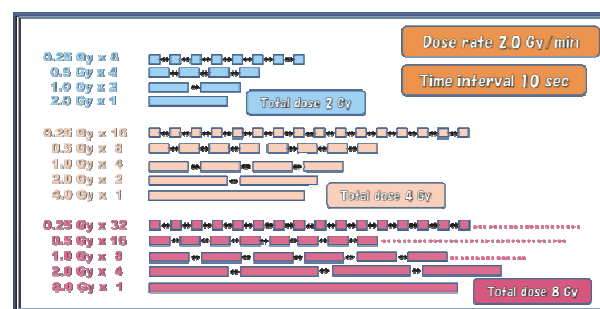 Dose rate 2.0 Gy/min
Time interval 10 sec
0.25 Gy x 8
0.5 Gy x 4
1.0 Gy x 2
2.0 Gy x 1
Total dose 2 Gy
0.25 Gy x 16
0.5 Gy x 8
1.0 Gy x 4
2.0 Gy x 2
4.0 Gy x 1
Total dose 4 Gy
0.25 Gy x 32
0.5 Gy x 16
1.0 Gy x 8
2.0 Gy x 4
8.0 Gy x 1
Total dose 8 Gy